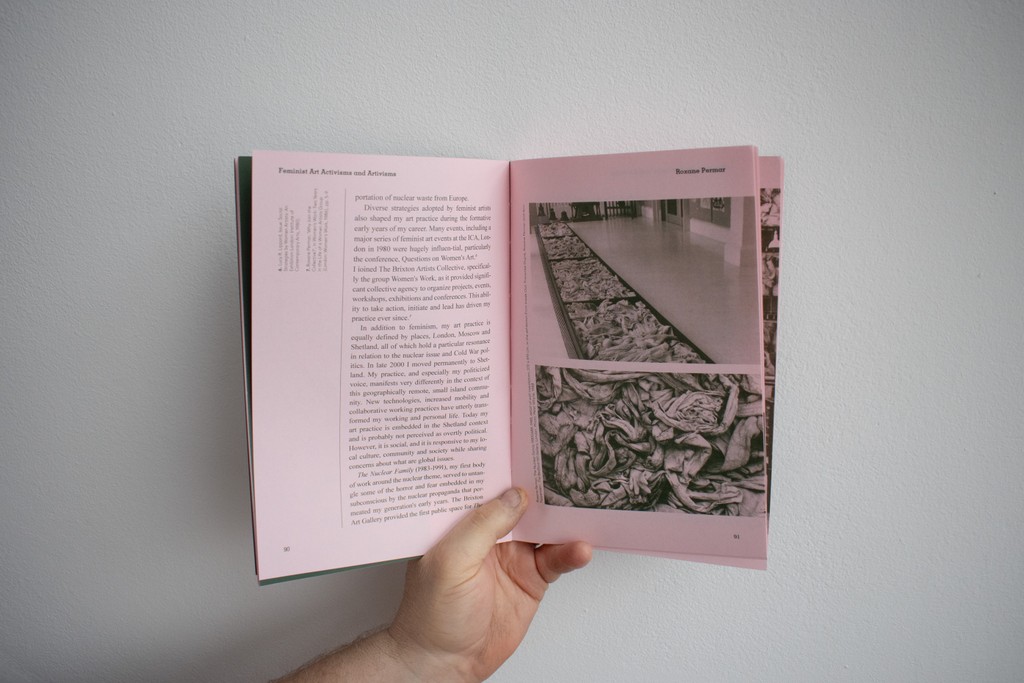 Feminist Art Activisms and Artivisms
Roxane Permar
portation of nuclear waste from Europe.
Diverse strategies adopted by feminist artists
also shaped my art practice during the formative
early years of my career. Many events, including a
major series of feminist art events at the ICA, Lon-
don in 1980 were hugely influen-tial, particularly
the conference, Questions on Women's Art.
I joined The Brixton Artists Collective, specifical-
ly the group Women's Work, as it provided signifi-
cant collective agency to organize projects, events,
workshops, exhibitions and conferences. This abil-
ity to take action, initiate and lead has driven my
practice ever since.
In addition to feminism, my art practice is
equally defined by places, London, Moscow and
Shetland, all of which hold a particular resonance
in relation to the nuclear issue and Cold War pol-
itics. In late 2000 I moved permanently to Shet-
land. My practice, and especially my politicized
voice, manifests very differently in the context of
this geographically remote, small island commu-
nity. New technologies, increased mobility and
collaborative working practices have utterly trans-
formed my working and personal life. Today my
art practice is embedded in the Shetland context
and is probably not perceived as overtly political.
However, it is social, and it is responsive to my lo-
cal culture, community and society while sharing
concerns about what are global issues.
The Nuclear Family (1983-1991), my first body
of work around the nuclear theme, served to untan-
gle some of the horror and fear embedded in my
subconscious by the nuclear propaganda that per-
meated my generation's early years. The Brixton
Art Gallery provided the first public space for The
90
91